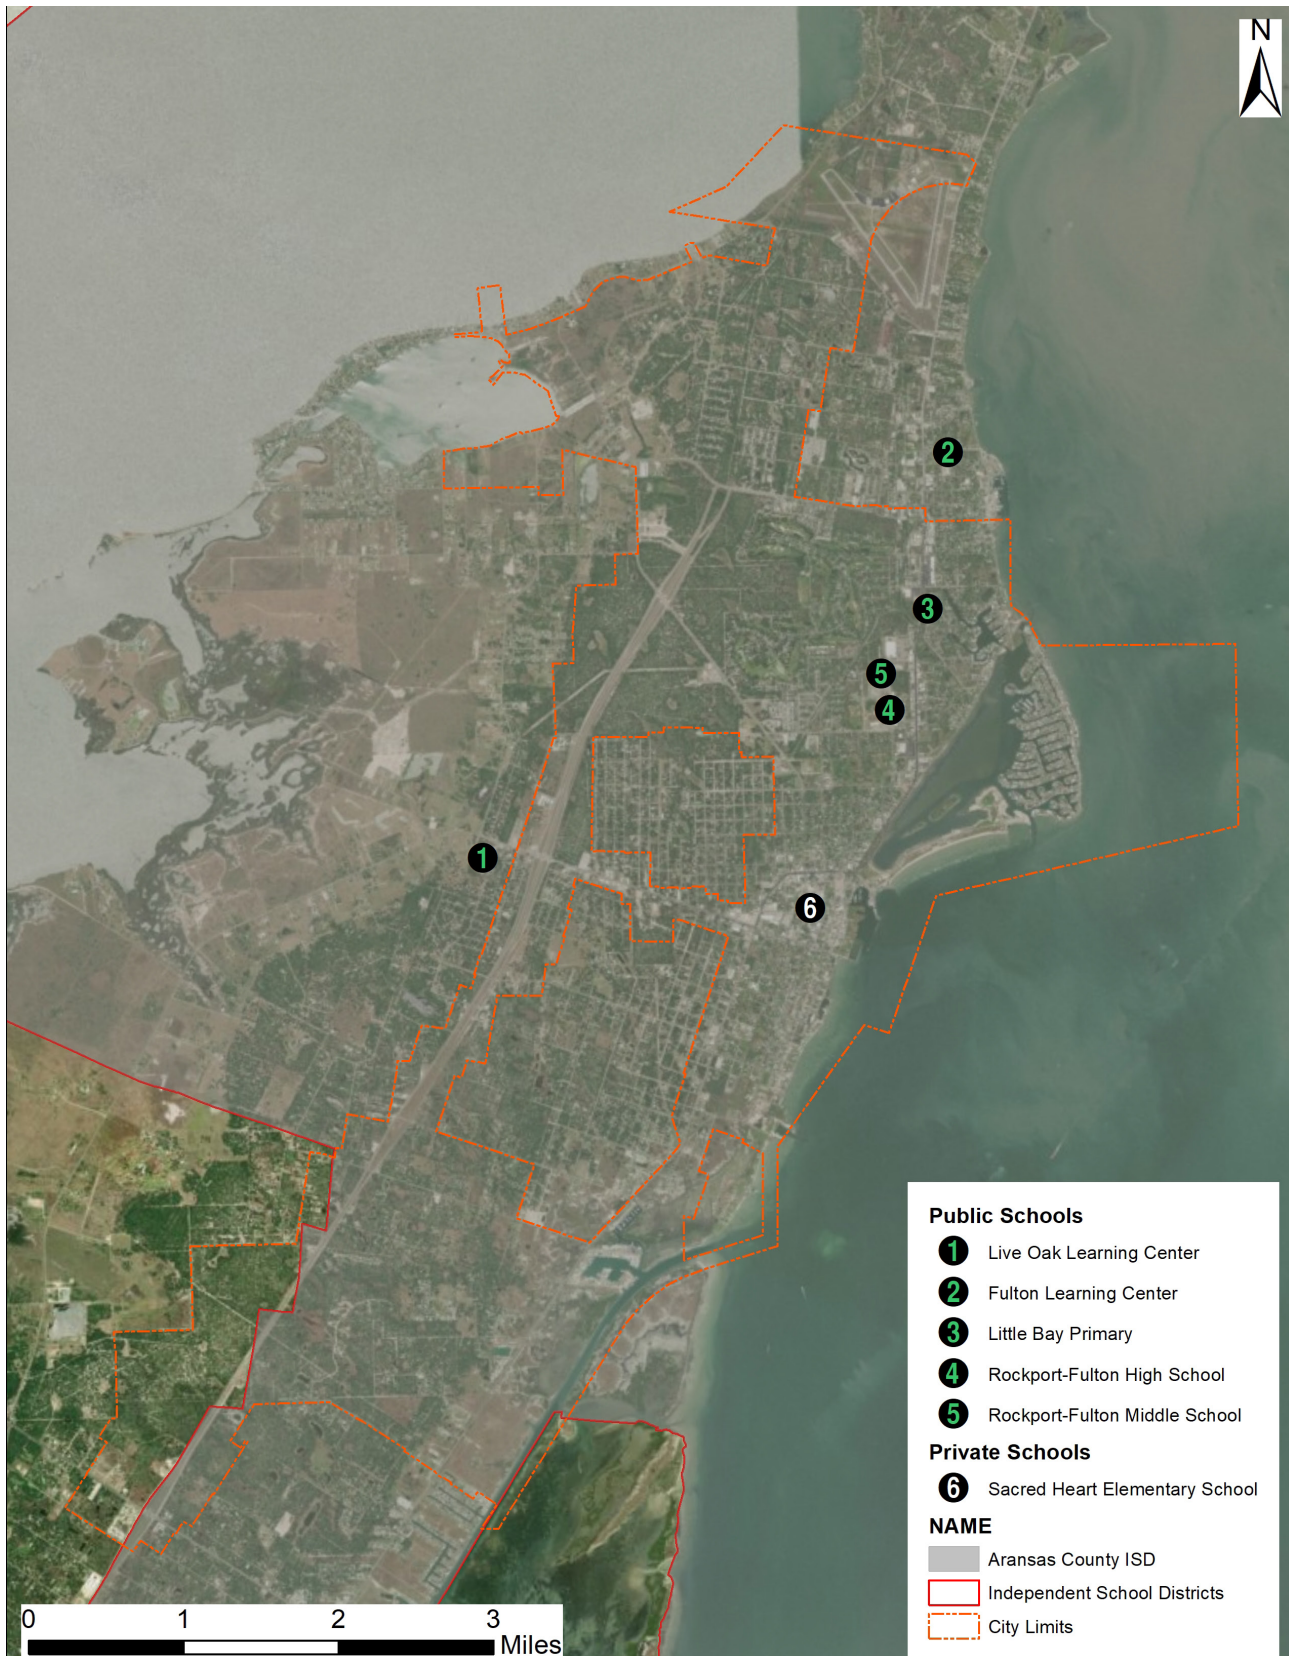 N
2
3
5
4
1
6
Public Schools
1 Live Oak Learning Center
2 Fulton Learning Center
3 Little Bay Primary
4 Rockport-Fulton High School
5 Rockport-Fulton Middle School
Private Schools
6 Sacred Heart Elementary School
NAME
Aransas County ISD
Independent School Districts
City Limits
0 1 2 3
Miles